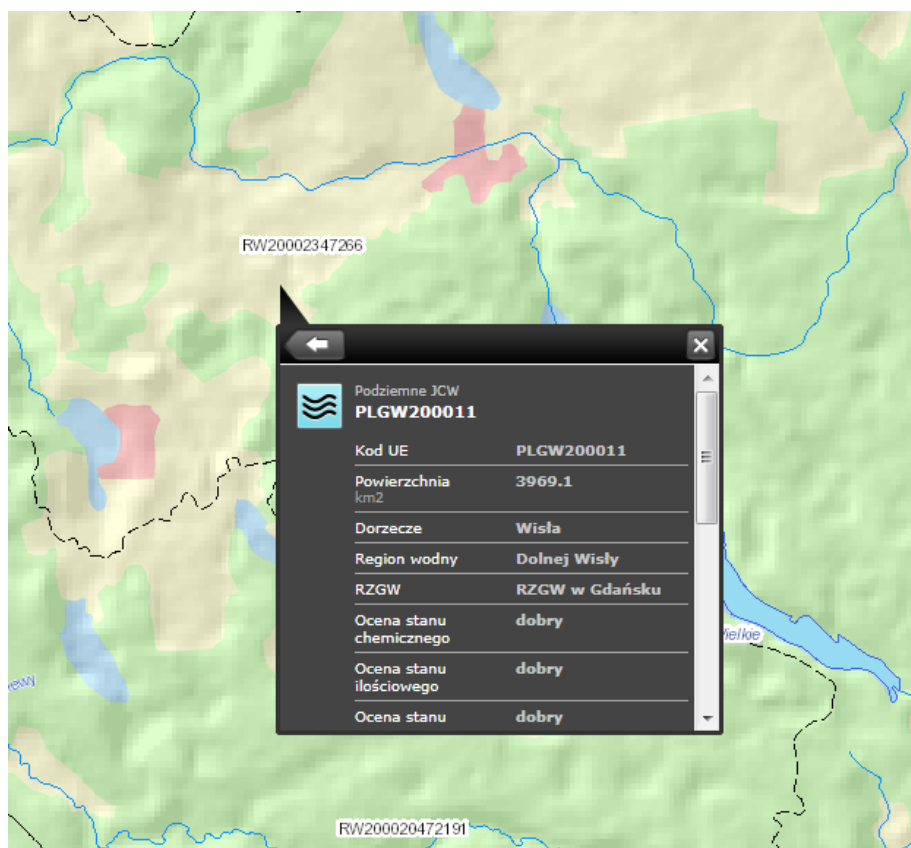 RW20002347266
Podziemne JCW
PLGW200011
Kod UE PLGW200011
Powierzchnia 3969.1
km2
Dorzecze Wisła
Region wodny Dolnej Wisły
RZGW RZGW w Gdańsku
Ocena stanu dobry
chemicznego
Ocena stanu dobry
ilościowego
Ocena stanu dobry
RW200020472191